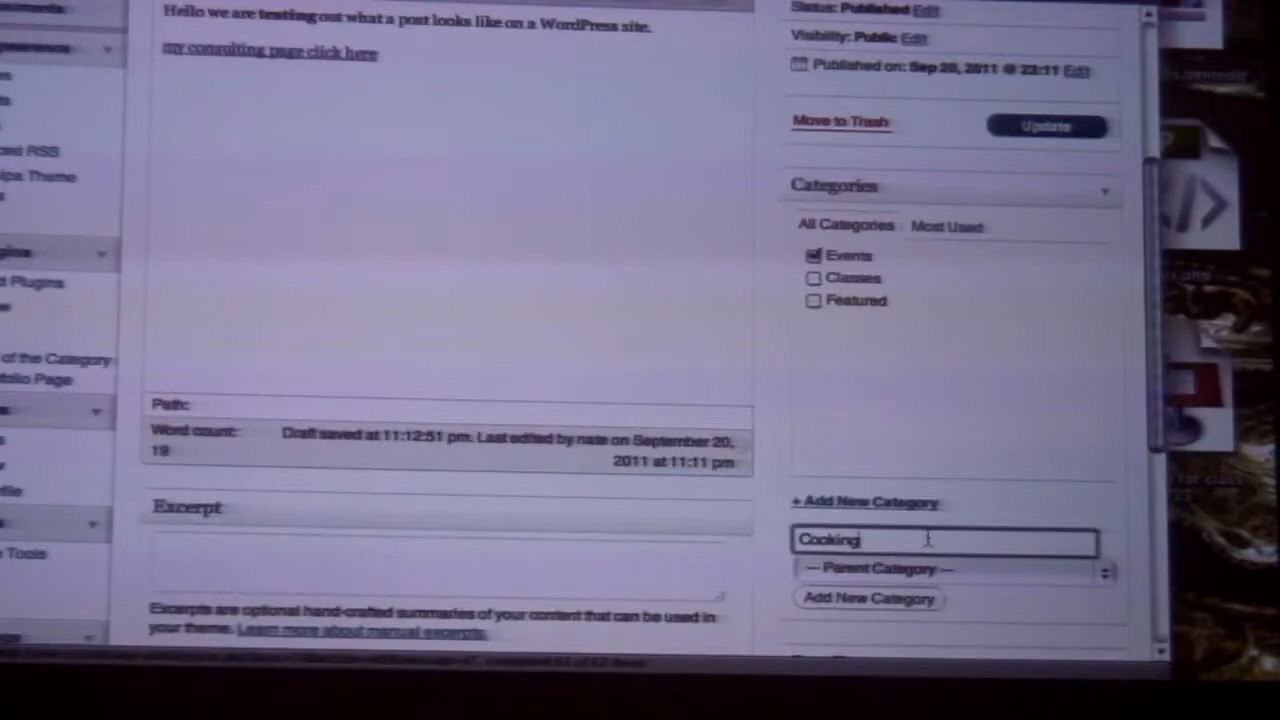 Hello we are testing out what a post looks like on a WordPress site.
my consulting page click here
Status: Published Edit
Visibility: Public Edit
Published on: Sep 20, 2011 @ 23:11 Edit
Move to Trash
Update
Categories
All Categories
Most Used
Events
Classes
Featured
+ Add New Category
Cooking
— Parent Category —
Add New Category
Path:
Word count: 19
Draft saved at 11:12:51 pm. Last edited by nate on September 20,
2011 at 11:11 pm
Excerpt
Excerpts are optional hand-crafted summaries of your content that can be used in
your theme. Learn more about manual excerpts.
RSS
Theme
Plugins
of the Category
Page
Tools